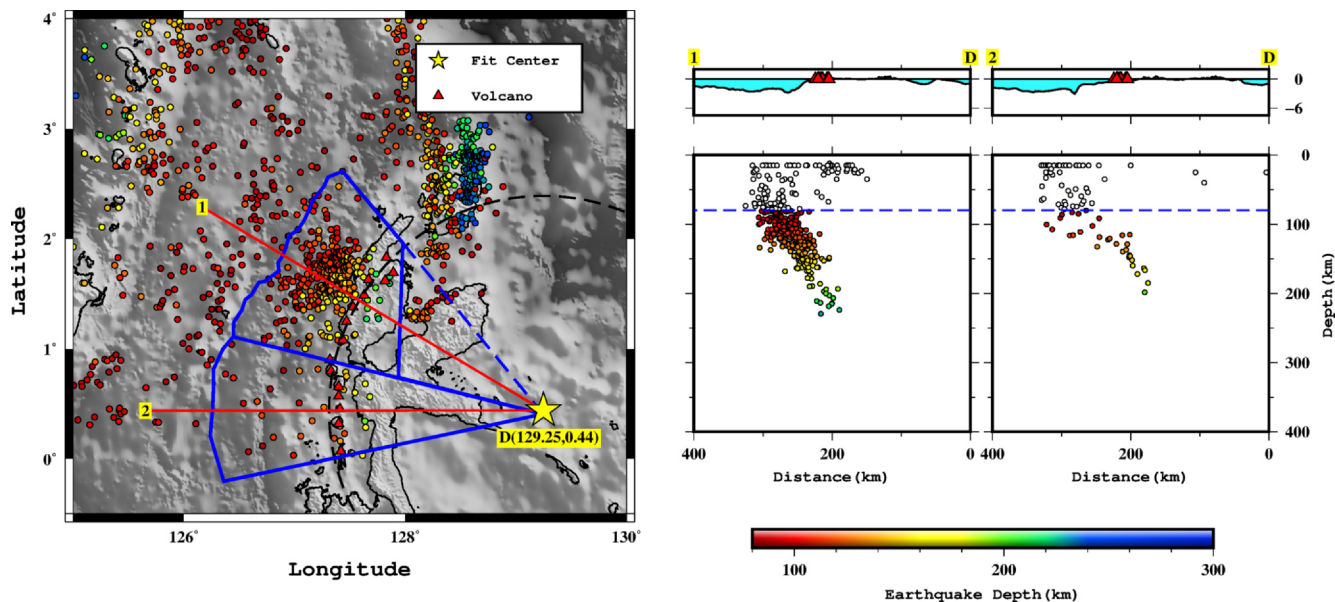 4°
3°
2°
1°
0°
Latitude
126°
128°
130°
Longitude
Fit Center
Volcano
1
2
D(129.25,0.44)
1
D
2
D
0
−6
0
100
200
300
400
Depth(km)
400
200
0
400
200
0
Distance(km)
Distance(km)
100
200
300
Earthquake Depth(km)